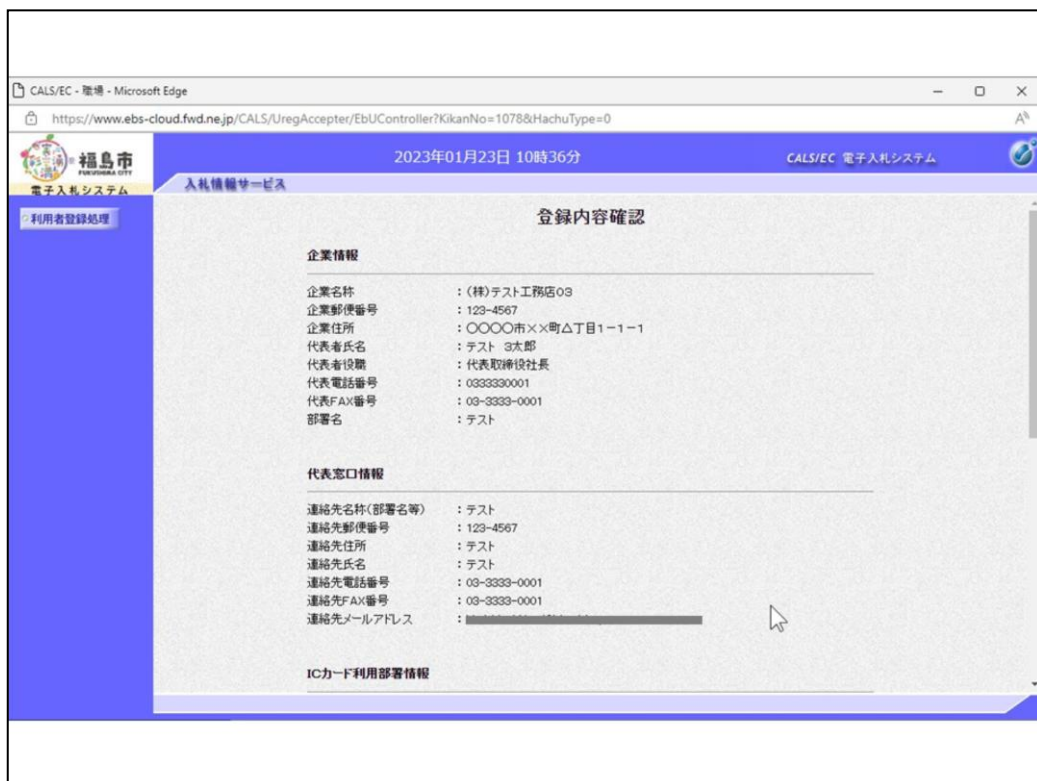 CALS/EC - 職場 - Microsoft Edge
https://www.ebs-cloud.fwd.ne.jp/CALS/UregAccepter/EbUController?KikanNo=1078&HachuType=0
福島市
FUKUSHIMA CITY
電子入札システム
2023年01月23日 10時36分
CALS/EC 電子入札システム
入札情報サービス
利用者登録処理
登録内容確認
企業情報
企業名称 :(株)テスト工務店03
企業郵便番号 :123-4567
企業住所 :〇〇〇〇市××町△丁目1-1-1
代表者氏名 :テスト 3太郎
代表者役職 :代表取締役社長
代表電話番号 :0333330001
代表FAX番号 :03-3333-0001
部署名 :テスト
代表窓口情報
連絡先名称(部署名等) :テスト
連絡先郵便番号 :123-4567
連絡先住所 :テスト
連絡先氏名 :テスト
連絡先電話番号 :03-3333-0001
連絡先FAX番号 :03-3333-0001
連絡先メールアドレス :
ICカード利用部署情報